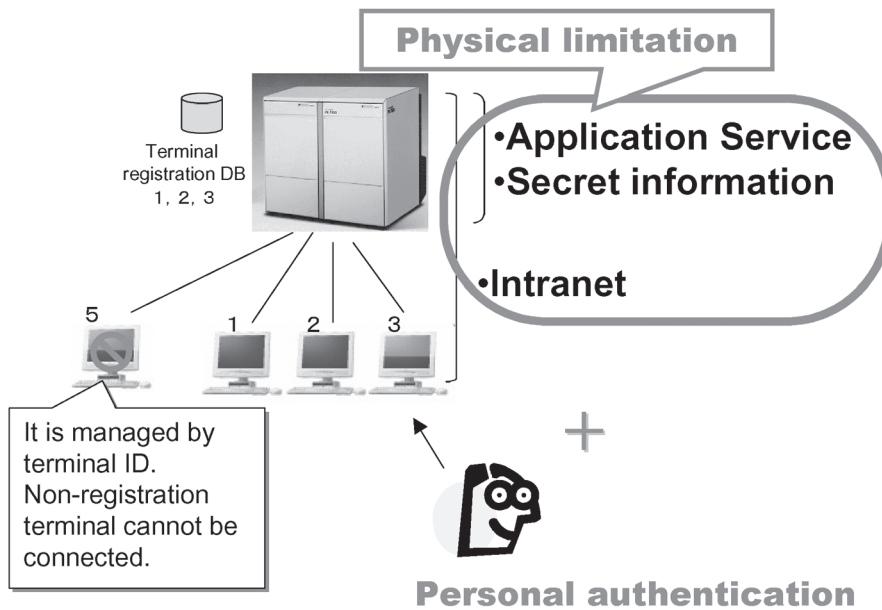 Physical limitation
Terminal
registration DB
1, 2, 3
•Application Service
•Secret information
•Intranet
5
1
2
3
It is managed by
terminal ID.
Non-registration
terminal cannot be
connected.
+
Personal authentication